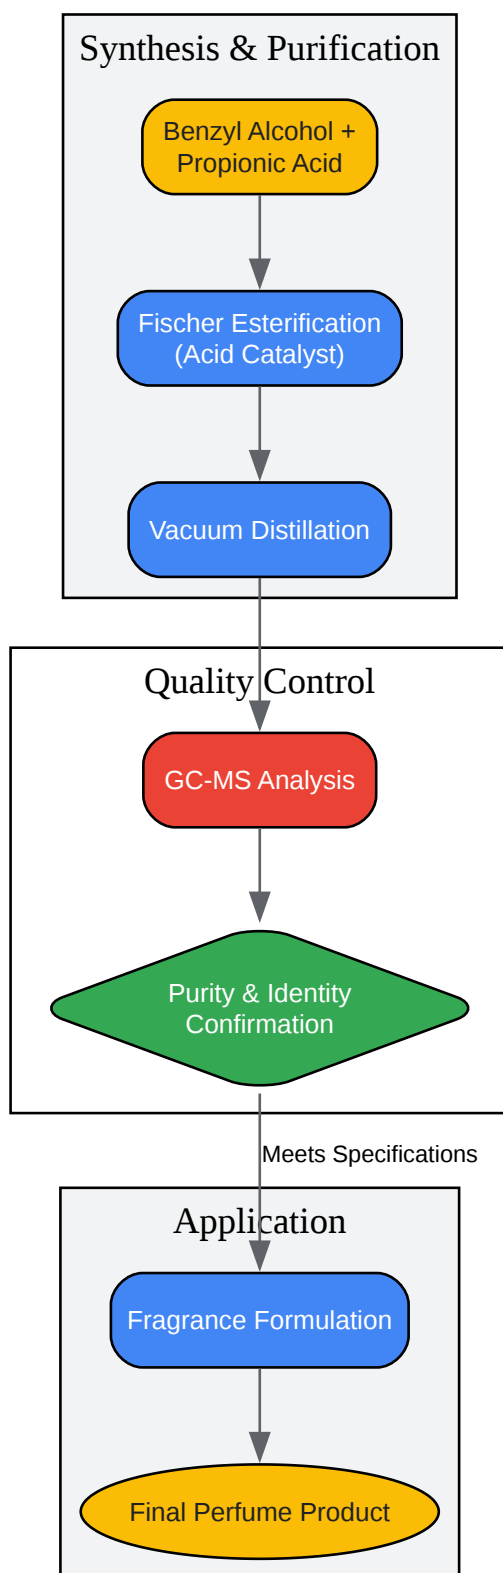 Synthesis & Purification
Benzyl Alcohol +
Propionic Acid
Fischer Esterification
(Acid Catalyst)
Vacuum Distillation
Quality Control
GC-MS Analysis
Purity & Identity
Confirmation
Meets Specifications
Application
Fragrance Formulation
Final Perfume Product